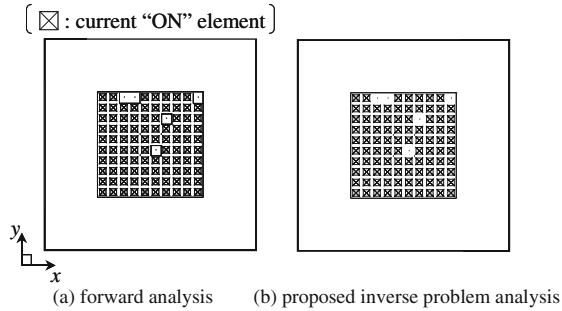 : current “ON” element
y
x
(a) forward analysis
(b) proposed inverse problem analysis